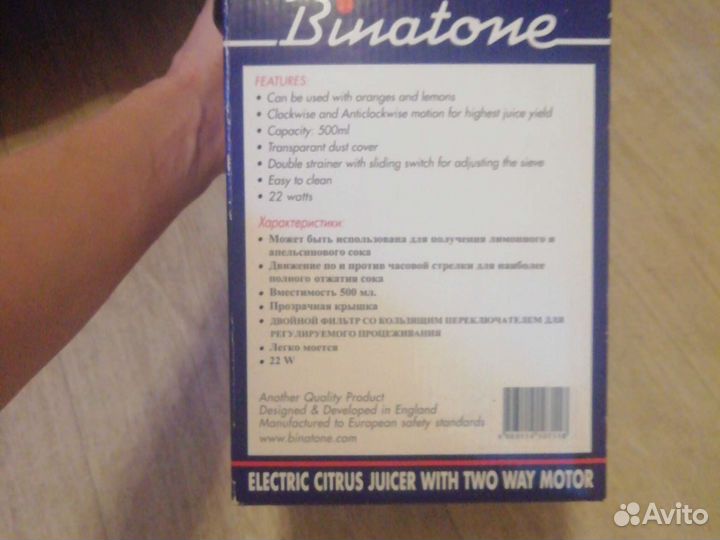 Binatone
FEATURES:
• Can be used with oranges and lemons
• Clockwise and Anticlockwise motion for highest juice yield
• Capacity: 500ml
• Transparant dust cover
• Double strainer with sliding switch for adjusting the sieve
• Easy to clean
• 22 watts
Характеристики:
• Может быть использована для получения лимонного и
апельсинового сока
• Движение по и против часовой стрелки для наиболее
полного отжатия сока
• Вместимость 500 мл.
• Прозрачная крышка
• ДВОЙНОЙ ФИЛЬТР СО КОЛЬЗЯЩИМ ПЕРЕКЛЮЧАТЕЛЕМ ДЛЯ
РЕГУЛИРУЕМОГО ПРОЦЕЖИВАНИЯ
• Легко моется
• 22 W
Another Quality Product
Designed & Developed in England
Manufactured to European safety standards
www.binatone.com
ELECTRIC CITRUS JUICER WITH TWO WAY MOTOR
Avito